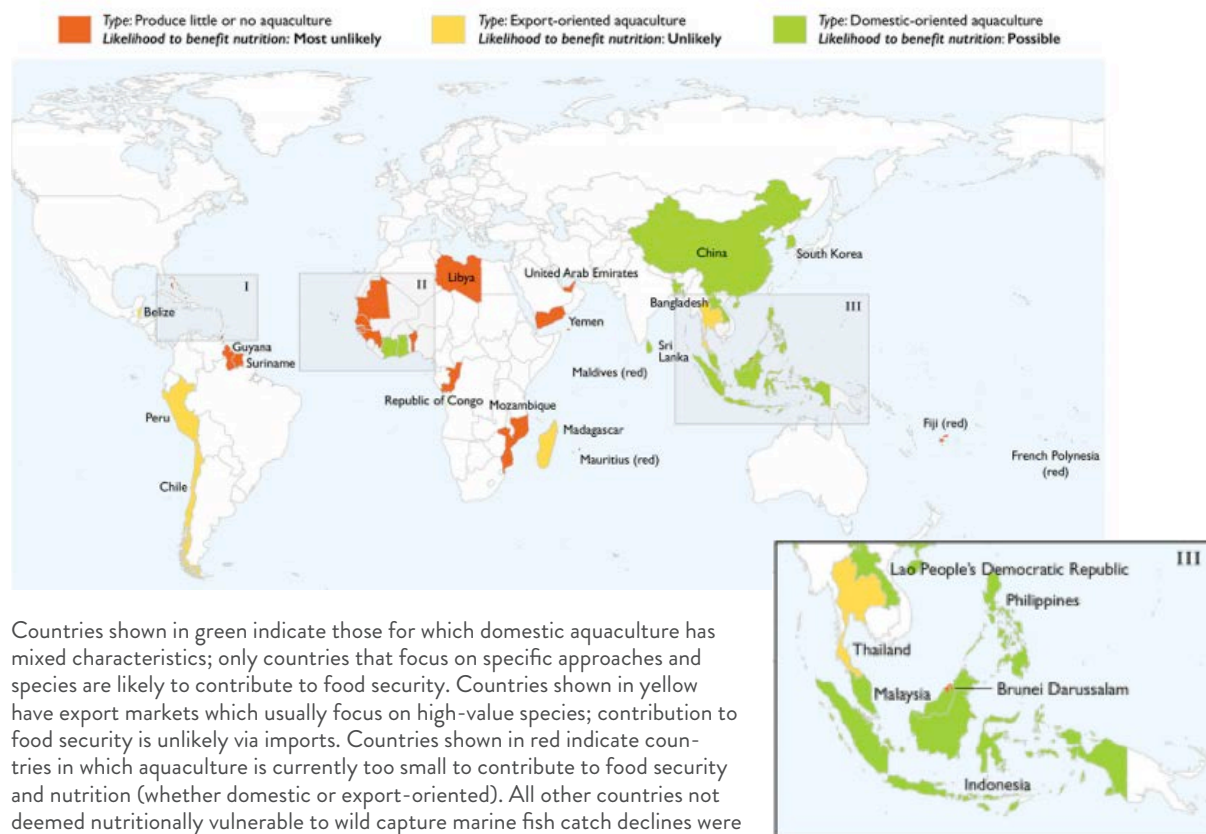 Type: Produce little or no aquaculture
Likelihood to benefit nutrition: Most unlikely
Type: Export-oriented aquaculture
Likelihood to benefit nutrition: Unlikely
Type: Domestic-oriented aquaculture
Likelihood to benefit nutrition: Possible
I
II
III
Belize
Guyana
Suriname
Peru
Chile
Libya
United Arab Emirates
Yemen
Republic of Congo
Mozambique
Madagascar
Mauritius (red)
Maldives (red)
China
South Korea
Bangladesh
Sri
Lanka
Fiji (red)
French Polynesia
(red)
III
Lao People's Democratic Republic
Philippines
Thailand
Malaysia
Brunei Darussalam
Indonesia
Countries shown in green indicate those for which domestic aquaculture has
mixed characteristics; only countries that focus on specific approaches and
species are likely to contribute to food security. Countries shown in yellow
have export markets which usually focus on high-value species; contribution to
food security is unlikely via imports. Countries shown in red indicate coun-
tries in which aquaculture is currently too small to contribute to food security
and nutrition (whether domestic or export-oriented). All other countries not
deemed nutritionally vulnerable to wild capture marine fish catch declines were